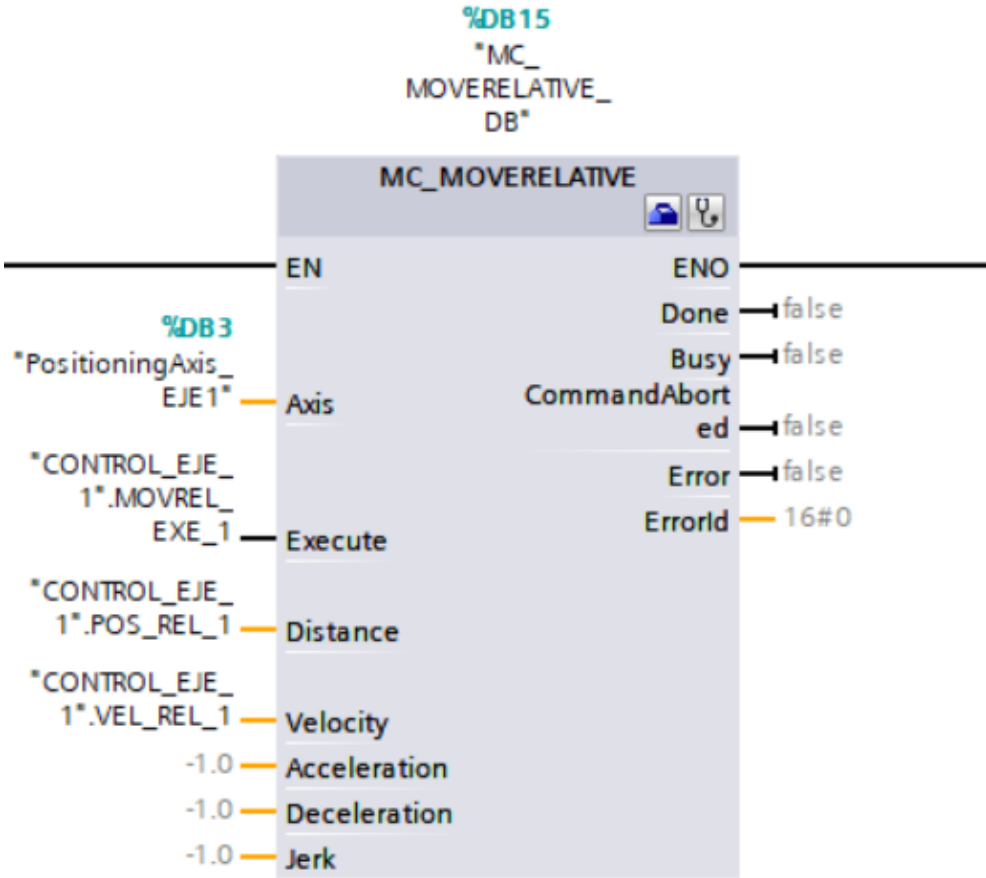 %DB15
"MC_
MOVERELATIVE_
DB"
MC_MOVERELATIVE
EN
ENO
Done
false
%DB3
"PositioningAxis_
EJE1"
Axis
Busy
false
CommandAbort
ed
false
"CONTROL_EJE_
1".MOVREL_
EXE_1
Execute
Error
false
ErrorId
16#0
"CONTROL_EJE_
1".POS_REL_1
Distance
"CONTROL_EJE_
1".VEL_REL_1
Velocity
-1.0
Acceleration
-1.0
Deceleration
-1.0
Jerk